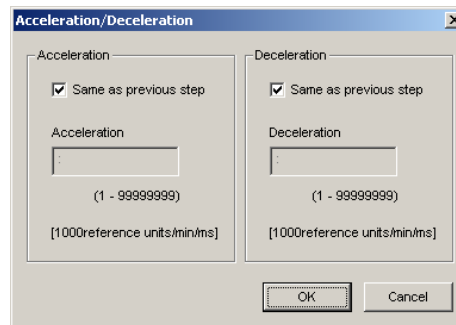 Acceleration/Deceleration
Acceleration
Same as previous step
Acceleration
:
(1 - 99999999)
[1000reference units/min/ms]
Deceleration
Same as previous step
Deceleration
:
(1 - 99999999)
[1000reference units/min/ms]
OK
Cancel